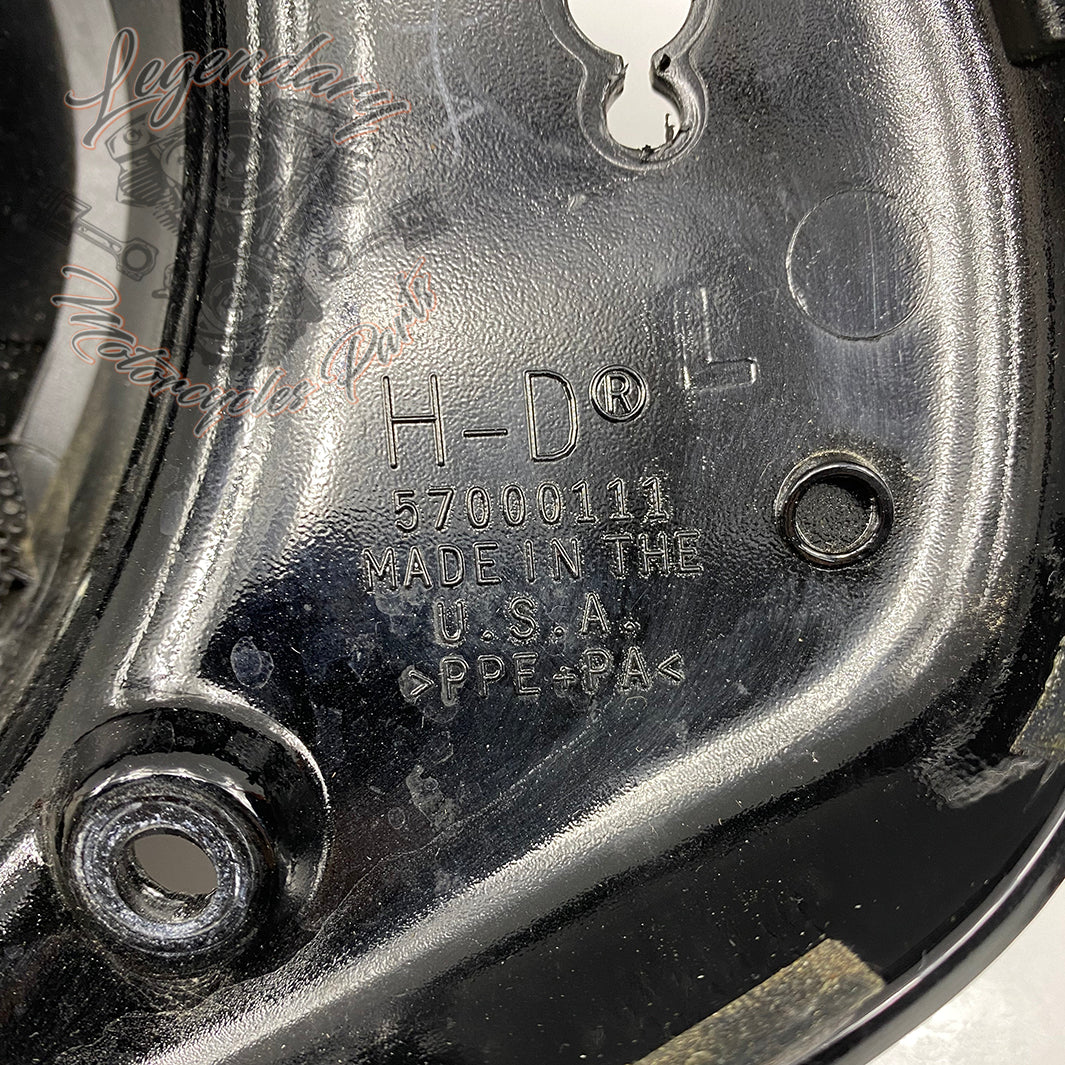 Legendary
Motorcycles Parts
L
H-D®
57000111
MADE IN THE
U.S.A.
>PPE+PA<